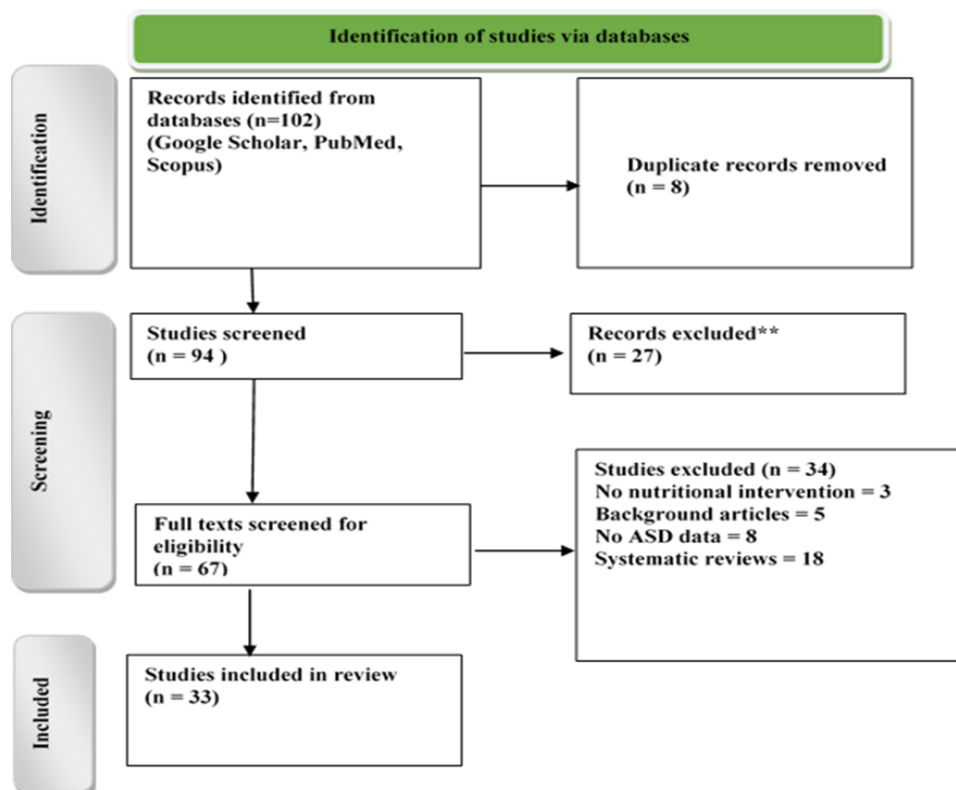 Identification of studies via databases
Identification
Records identified from
databases (n=102)
(Google Scholar, PubMed,
Scopus)
Duplicate records removed
(n = 8)
Screening
Studies screened
(n = 94 )
Records excluded**
(n = 27)
Full texts screened for
eligibility
(n = 67)
Studies excluded (n = 34)
No nutritional intervention = 3
Background articles = 5
No ASD data = 8
Systematic reviews = 18
Included
Studies included in review
(n = 33)